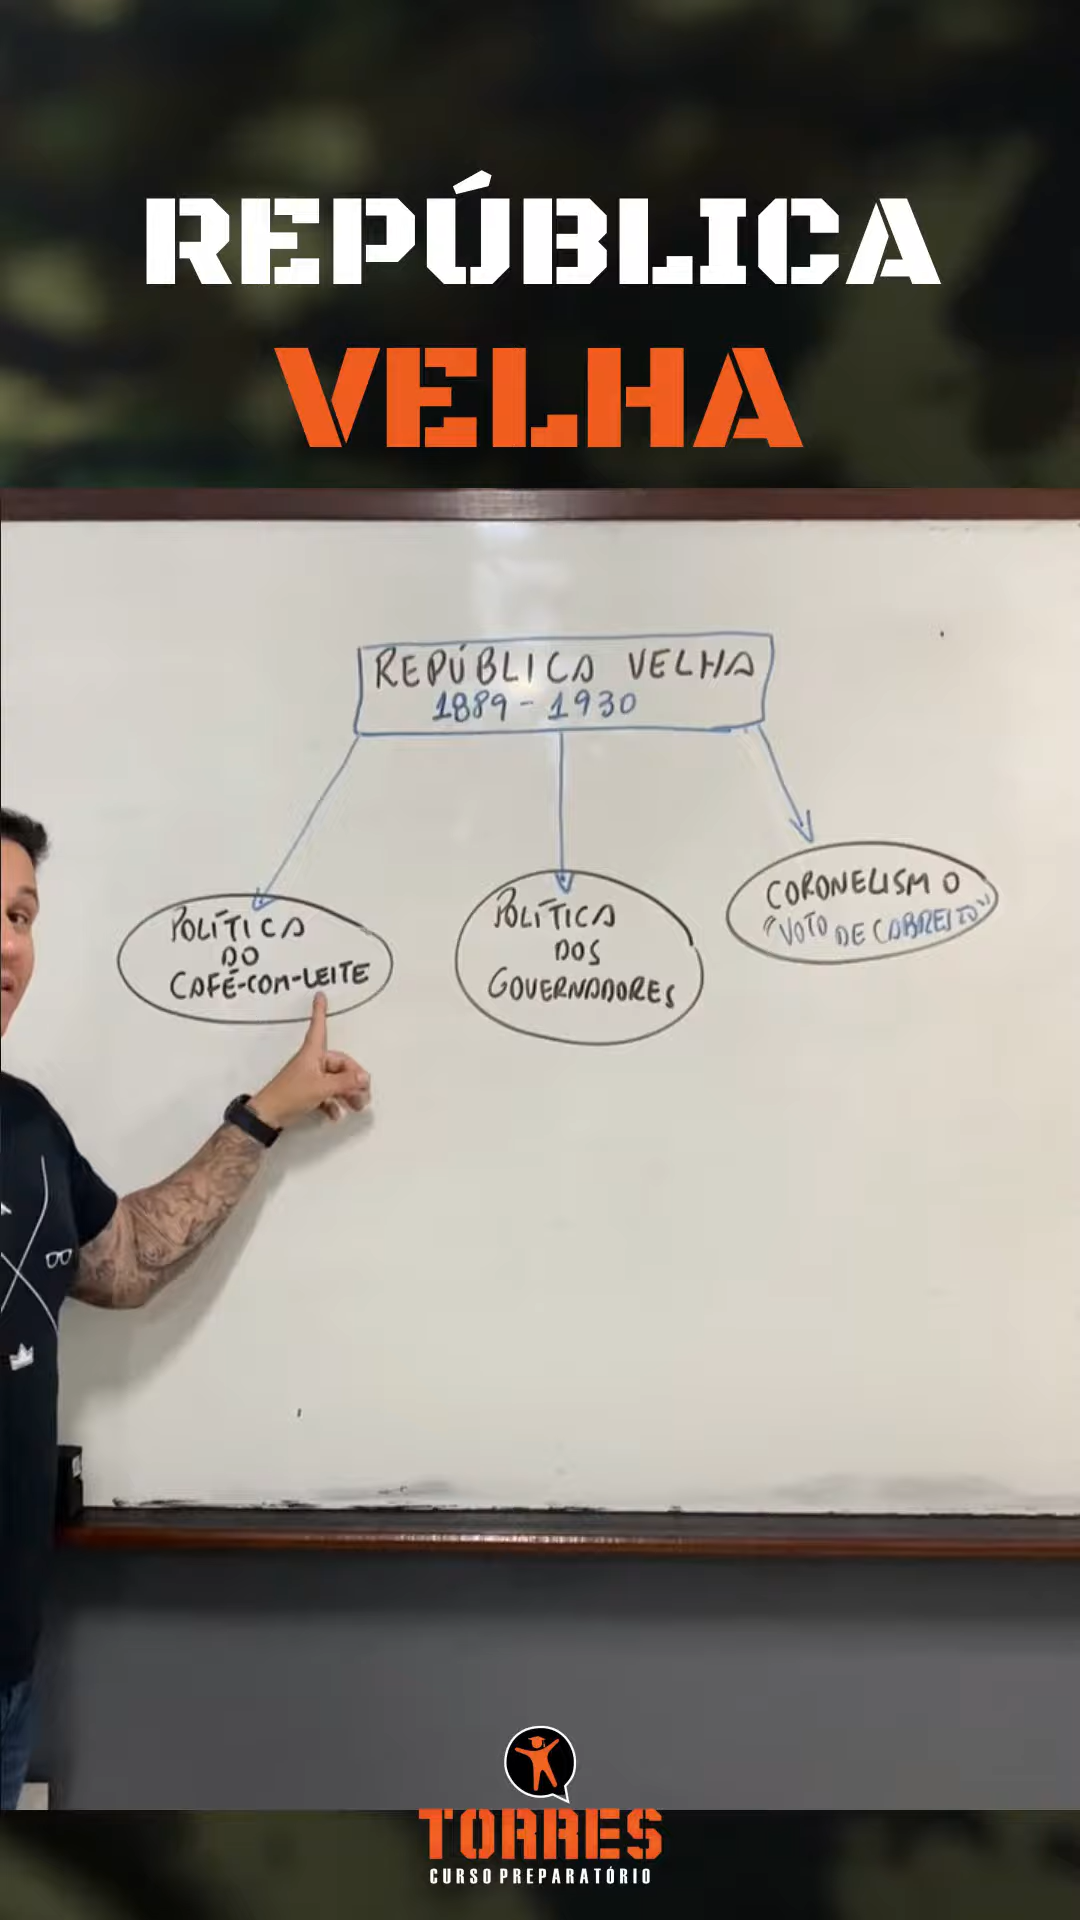 REPÚBLICA
VELHA
REPÚBLICA VELHA
1889-1930
POLÍTICA
DO
CAFÉ-COM-LEITE
POLÍTICA
DOS
GOVERNADORES
CORONELISMO
"VOTO DE CABRESTO"
TORRES
CURSO PREPARATÓRIO